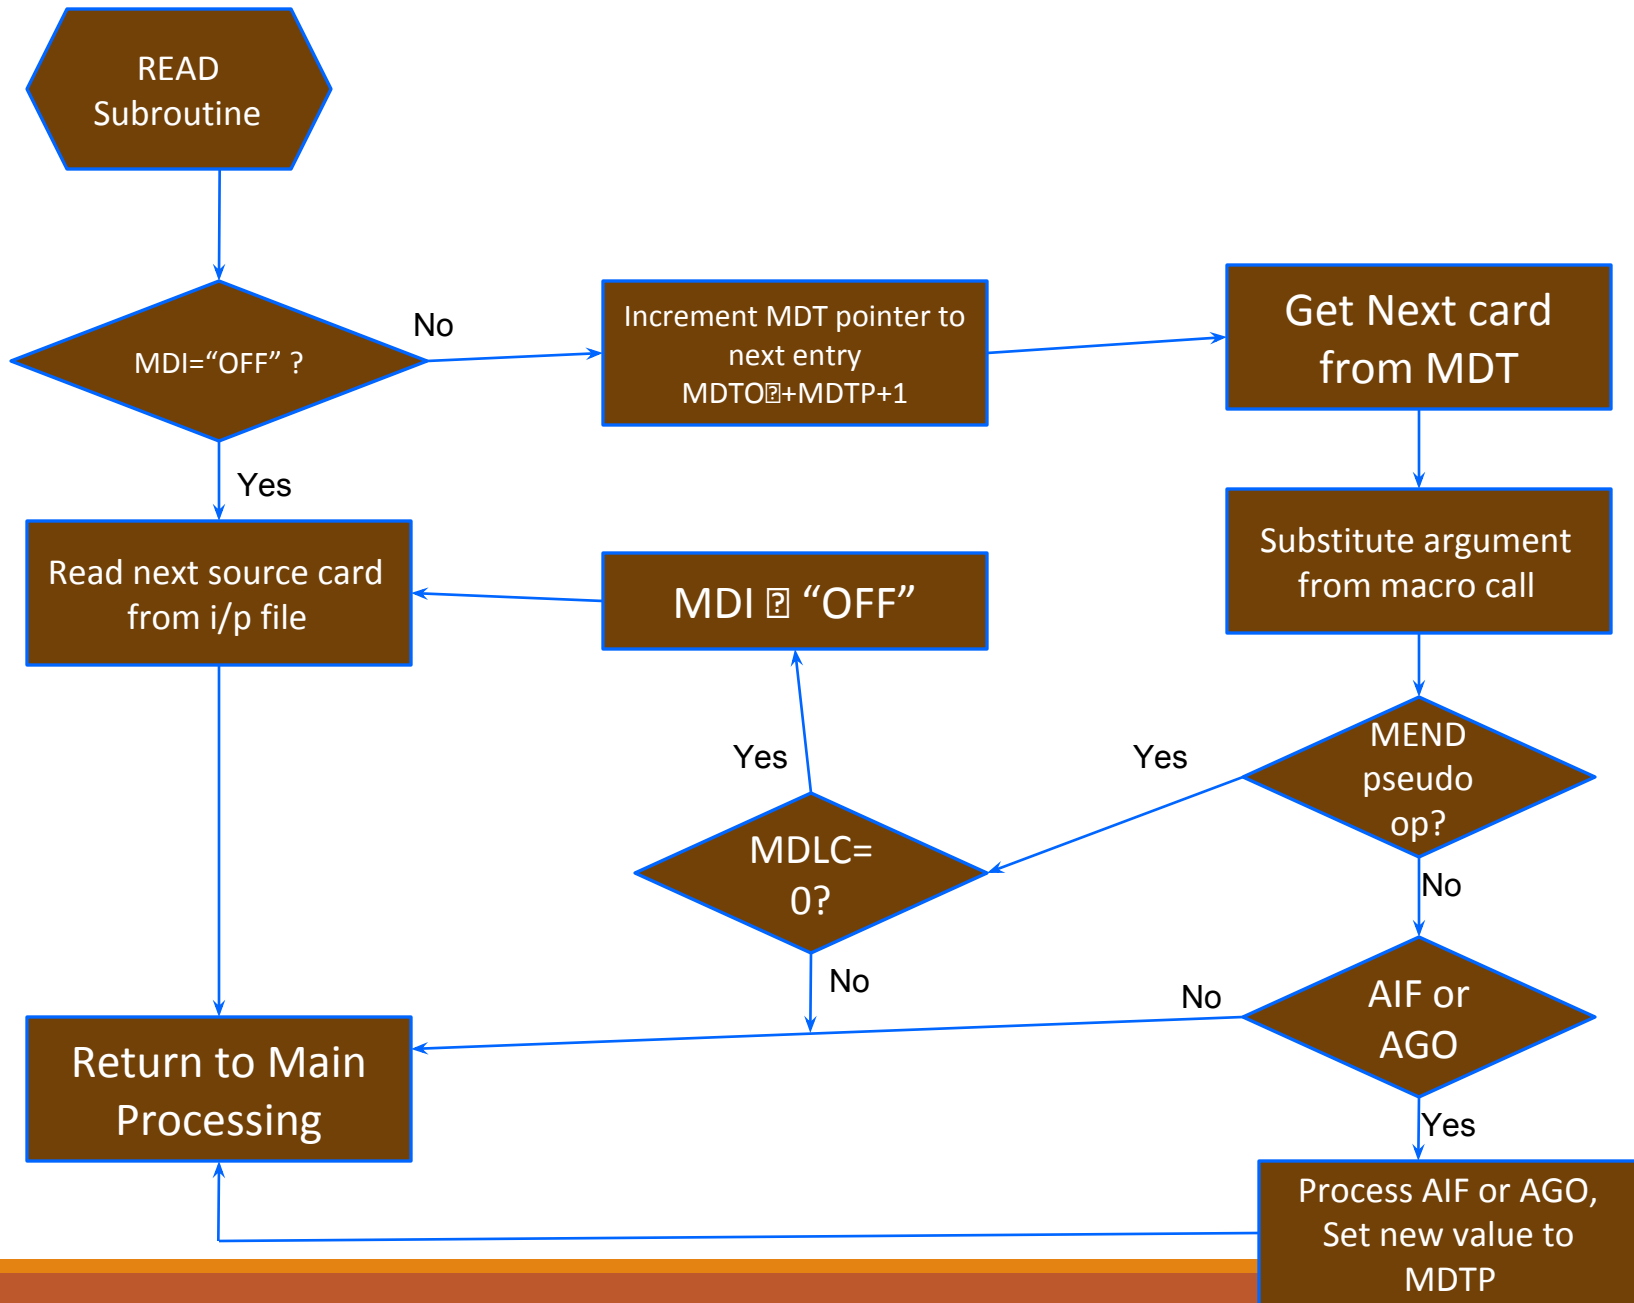 READ
Subroutine
MDI=“OFF” ?
No
Increment MDT pointer to
next entry
MDTO⍰+MDTP+1
Get Next card
from MDT
Yes
Read next source card
from i/p file
MDI ⍰ “OFF”
Substitute argument
from macro call
MEND
pseudo
op?
Yes
Yes
MDLC=
0?
No
No
AIF or
AGO
No
Yes
Return to Main
Processing
Process AIF or AGO,
Set new value to
MDTP